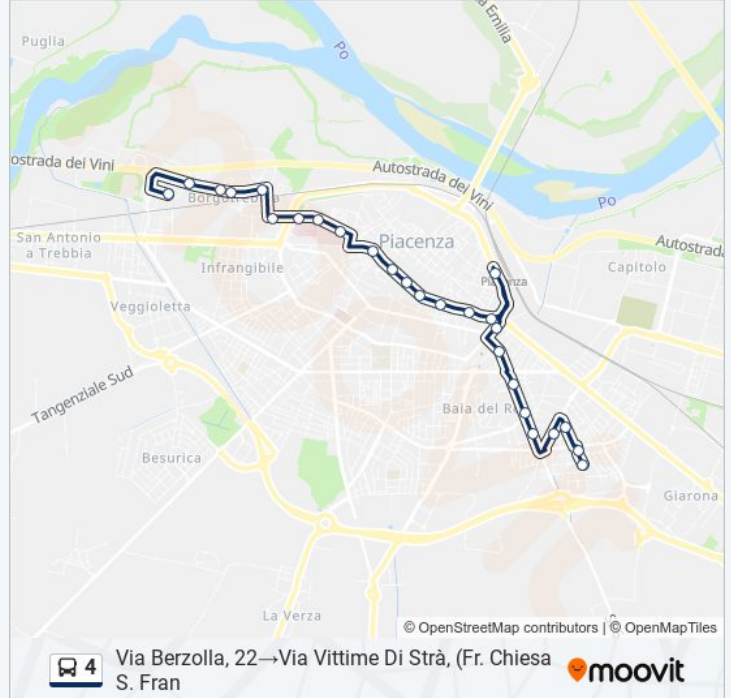 Puglia
a Emilia
Po
ostrada dei Vini
Autostrada dei Vini
Borgotrebbia
Po
San Antonio
a Trebbia
Piacenza
Autostrada
Infrangibile
Piacenza
Capitolo
Veggioletta
Tangenziale Sud
Baia del Re
Besurica
Giarona
La Verza
© OpenStreetMap contributors | © OpenMapTiles
4
Via Berzolla, 22→Via Vittime Di Strà, (Fr. Chiesa
S. Fran
moovit